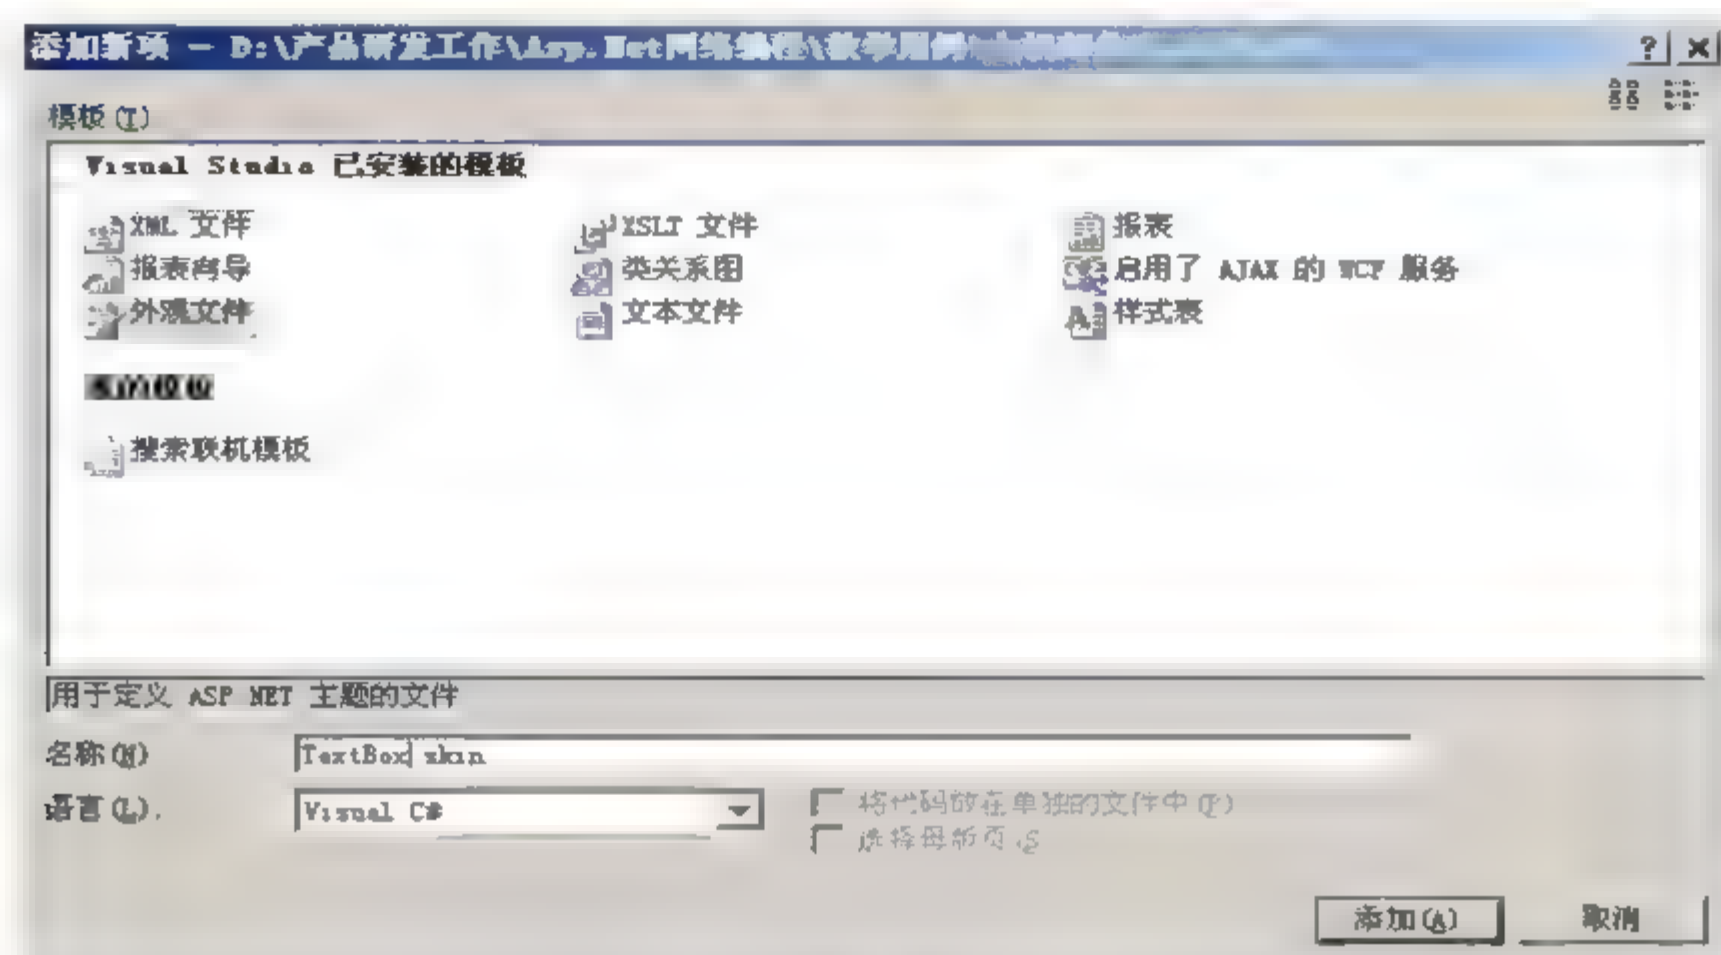 添加新项 - D:\产品研发工作\Asp.Net网络编程\教学用例
模板(T)
Visual Studio 已安装的模板
XML 文件 XSLT 文件 报表
报表向导 类关系图 启用了 AJAX 的 WCF 服务
外观文件 文本文件 样式表
我的模板
搜索联机模板
用于定义 ASP NET 主题的文件
名称(N) TextBox skin
语言(L). Visual C# 将代码放在单独的文件中(P)
选择母版页(S
添加(A) 取消